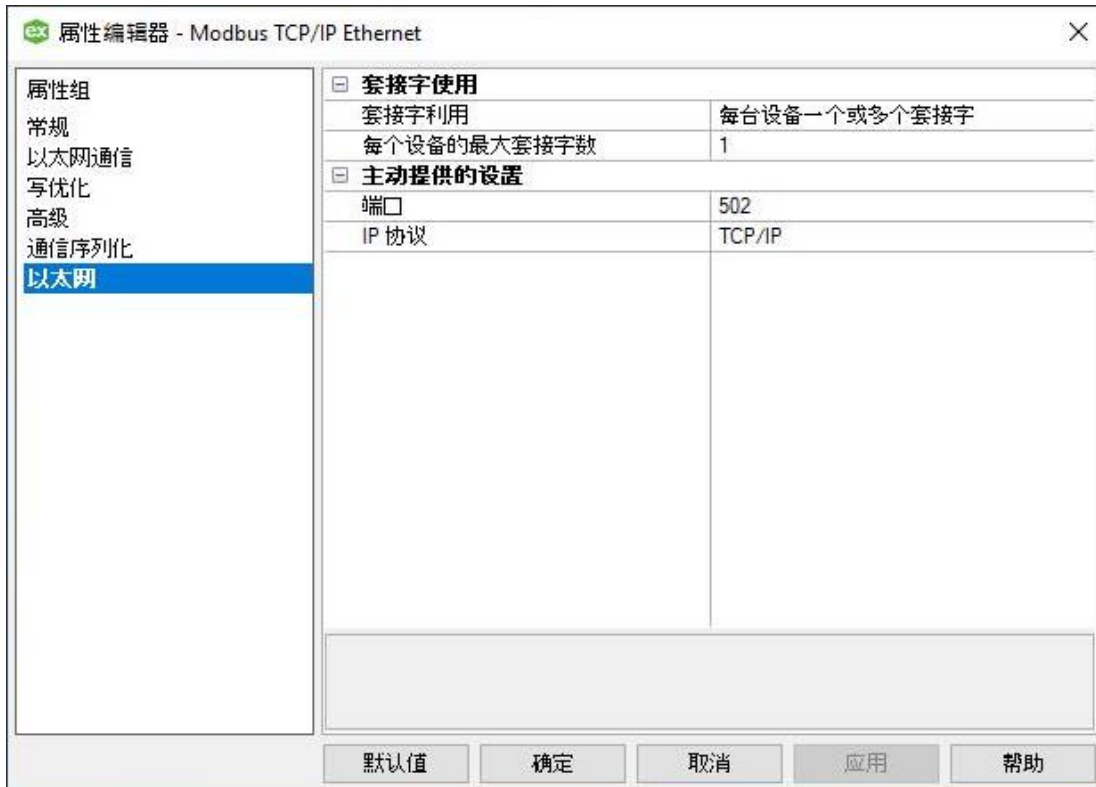 ex 属性编辑器 - Modbus TCP/IP Ethernet
属性组
常规
以太网通信
写优化
高级
通信序列化
以太网
套接字使用
套接字利用 每台设备一个或多个套接字
每个设备的最大套接字数 1
主动提供的设置
端口 502
IP 协议 TCP/IP
默认值 确定 取消 应用 帮助